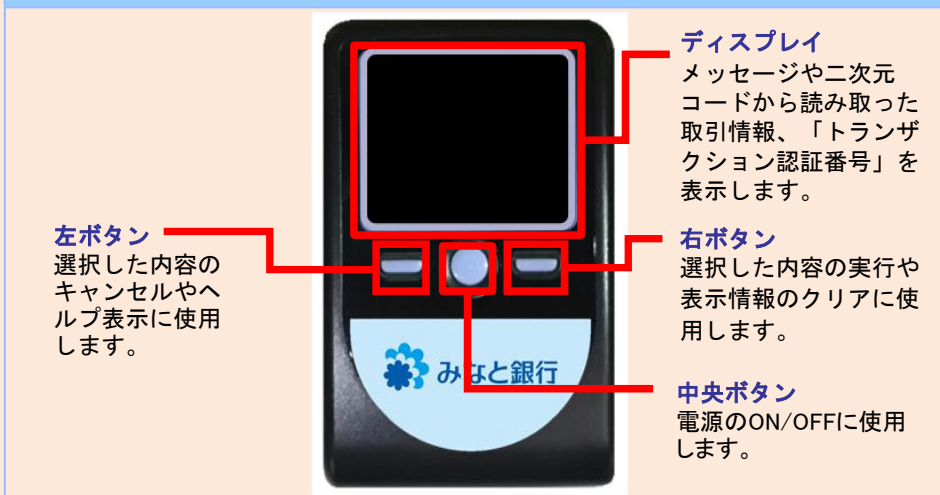 ディスプレイ
メッセージや二次元
コードから読み取った
取引情報、「トランザ
クション認証番号」を
表示します。
左ボタン
選択した内容の
キャンセルやヘ
ルプ表示に使用
します。
右ボタン
選択した内容の実行や
表示情報のクリアに使
用します。
みなと銀行
中央ボタン
電源のON/OFFに使用
します。